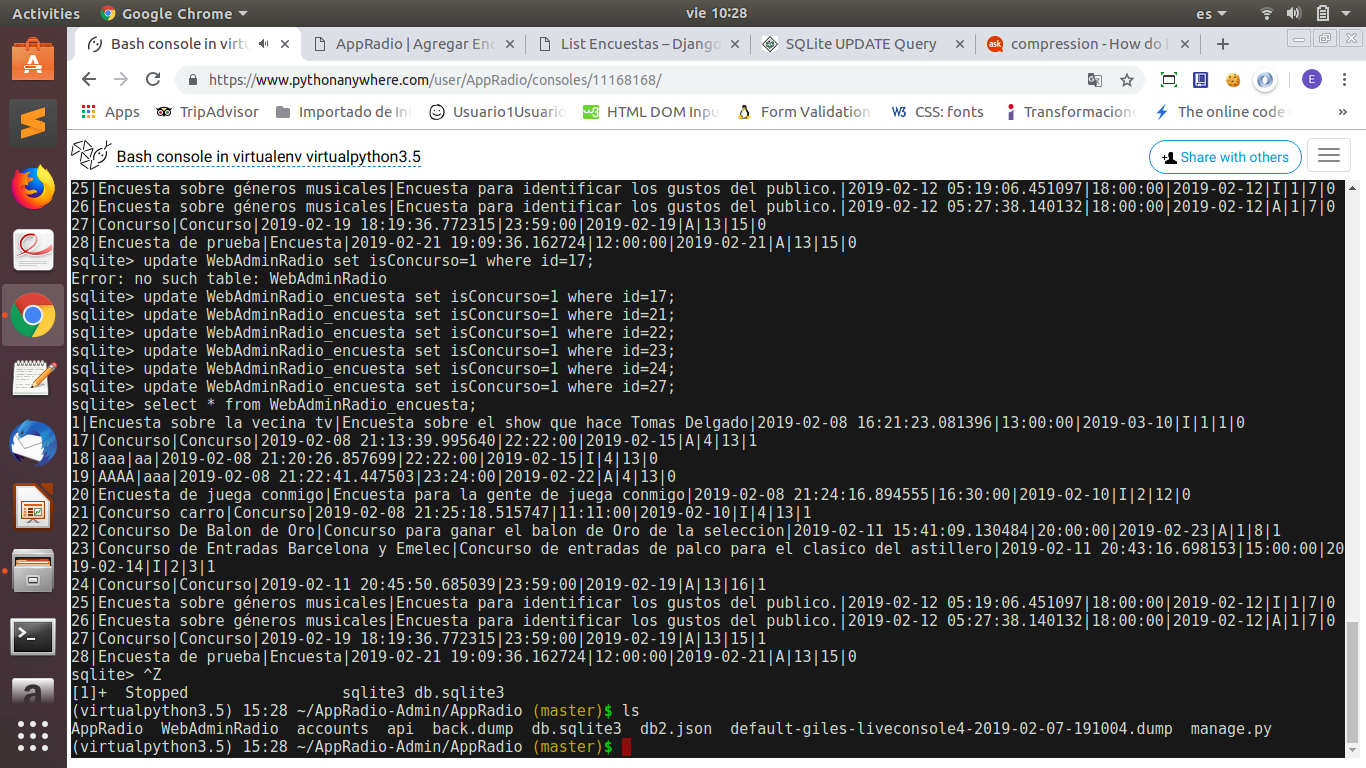 Activities Google Chrome vie 10:28 es
Bash console in virtu AppRadio | Agregar Enc List Encuestas – Django SQLite UPDATE Query ask compression - How do I
https://www.pythonanywhere.com/user/AppRadio/consoles/11168168/ E
Apps TripAdvisor Importado de Int Usuario1Usuario HTML DOM Inpu Form Validation W3 CSS: fonts Transformacione The online code »
Bash console in virtualenv virtualpython3.5 Share with others
25|Encuesta sobre géneros musicales|Encuesta para identificar los gustos del publico.|2019-02-12 05:19:06.451097|18:00:00|2019-02-12|I|1|7|0
26|Encuesta sobre géneros musicales|Encuesta para identificar los gustos del publico.|2019-02-12 05:27:38.140132|18:00:00|2019-02-12|A|1|7|0
27|Concurso|Concurso|2019-02-19 18:19:36.772315|23:59:00|2019-02-19|A|13|15|0
28|Encuesta de prueba|Encuesta|2019-02-21 19:09:36.162724|12:00:00|2019-02-21|A|13|15|0
sqlite> update WebAdminRadio set isConcurso=1 where id=17;
Error: no such table: WebAdminRadio
sqlite> update WebAdminRadio_encuesta set isConcurso=1 where id=17;
sqlite> update WebAdminRadio_encuesta set isConcurso=1 where id=21;
sqlite> update WebAdminRadio_encuesta set isConcurso=1 where id=22;
sqlite> update WebAdminRadio_encuesta set isConcurso=1 where id=23;
sqlite> update WebAdminRadio_encuesta set isConcurso=1 where id=24;
sqlite> update WebAdminRadio_encuesta set isConcurso=1 where id=27;
sqlite> select * from WebAdminRadio_encuesta;
1|Encuesta sobre la vecina tv|Encuesta sobre el show que hace Tomas Delgado|2019-02-08 16:21:23.081396|13:00:00|2019-03-10|I|1|1|0
17|Concurso|Concurso|2019-02-08 21:13:39.995640|22:22:00|2019-02-15|A|4|13|1
18|aaa|aa|2019-02-08 21:20:26.857699|22:22:00|2019-02-15|I|4|13|0
19|AAAA|aaa|2019-02-08 21:22:41.447503|23:24:00|2019-02-22|A|4|13|0
20|Encuesta de juega conmigo|Encuesta para la gente de juega conmigo|2019-02-08 21:24:16.894555|16:30:00|2019-02-10|I|2|12|0
21|Concurso carro|Concurso|2019-02-08 21:25:18.515747|11:11:00|2019-02-10|I|4|13|1
22|Concurso De Balon de Oro|Concurso para ganar el balon de Oro de la seleccion|2019-02-11 15:41:09.130484|20:00:00|2019-02-23|A|1|8|1
23|Concurso de Entradas Barcelona y Emelec|Concurso de entradas de palco para el clasico del astillero|2019-02-11 20:43:16.698153|15:00:00|20
19-02-14|I|2|3|1
24|Concurso|Concurso|2019-02-11 20:45:50.685039|23:59:00|2019-02-19|A|13|16|1
25|Encuesta sobre géneros musicales|Encuesta para identificar los gustos del publico.|2019-02-12 05:19:06.451097|18:00:00|2019-02-12|I|1|7|0
26|Encuesta sobre géneros musicales|Encuesta para identificar los gustos del publico.|2019-02-12 05:27:38.140132|18:00:00|2019-02-12|A|1|7|0
27|Concurso|Concurso|2019-02-19 18:19:36.772315|23:59:00|2019-02-19|A|13|15|1
28|Encuesta de prueba|Encuesta|2019-02-21 19:09:36.162724|12:00:00|2019-02-21|A|13|15|0
sqlite> ^Z
[1]+  Stopped                 sqlite3 db.sqlite3
(virtualpython3.5) 15:28 ~/AppRadio-Admin/AppRadio (master)$ ls
AppRadio  WebAdminRadio  accounts  api  back.dump  db.sqlite3  db2.json  default-giles-liveconsole4-2019-02-07-191004.dump  manage.py
(virtualpython3.5) 15:28 ~/AppRadio-Admin/AppRadio (master)$